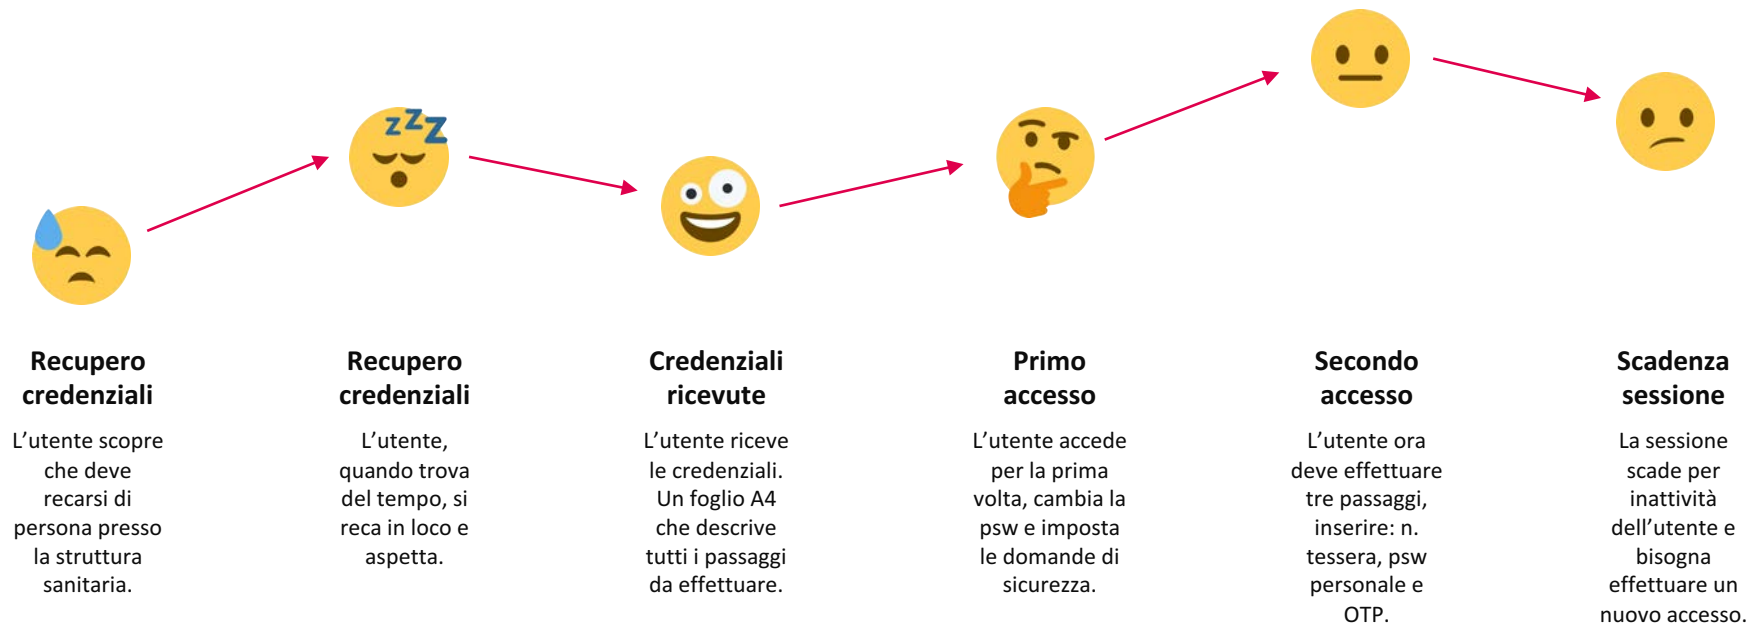 zzz
Recupero
credenziali
L’utente scopre
che deve
recarsi di
persona presso
la struttura
sanitaria.
Recupero
credenziali
L’utente,
quando trova
del tempo, si
reca in loco e
aspetta.
Credenziali
ricevute
L’utente riceve
le credenziali.
Un foglio A4
che descrive
tutti i passaggi
da effettuare.
Primo
accesso
L’utente accede
per la prima
volta, cambia la
psw e imposta
le domande di
sicurezza.
Secondo
accesso
L’utente ora
deve effettuare
tre passaggi,
inserire: n.
tessera, psw
personale e
OTP.
Scadenza
sessione
La sessione
scade per
inattività
dell’utente e
bisogna
effettuare un
nuovo accesso.